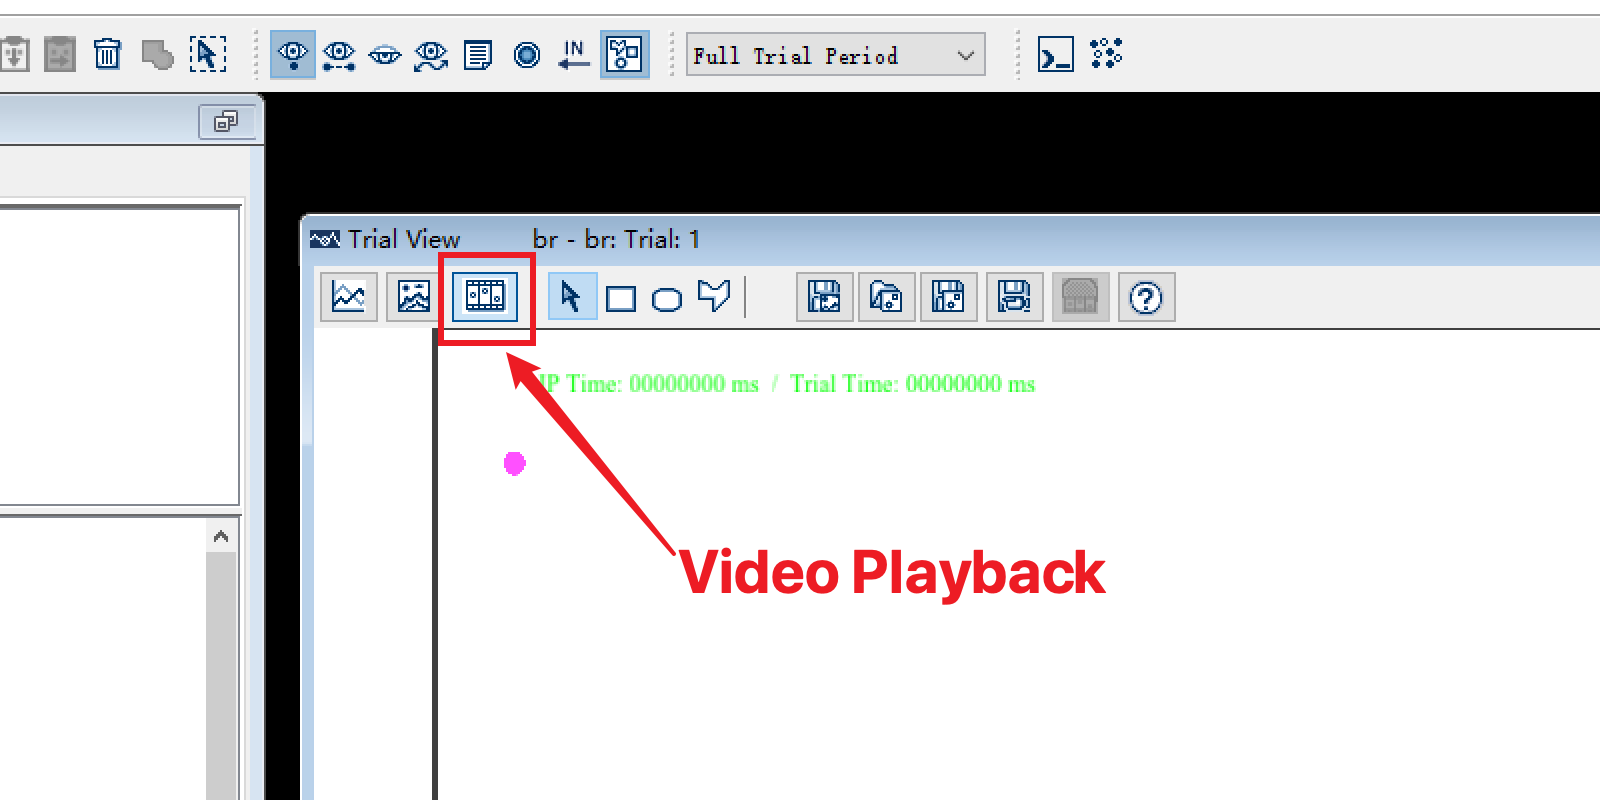 IN
Full Trial Period
Trial View br - br: Trial: 1
IP Time: 00000000 ms / Trial Time: 00000000 ms
Video Playback